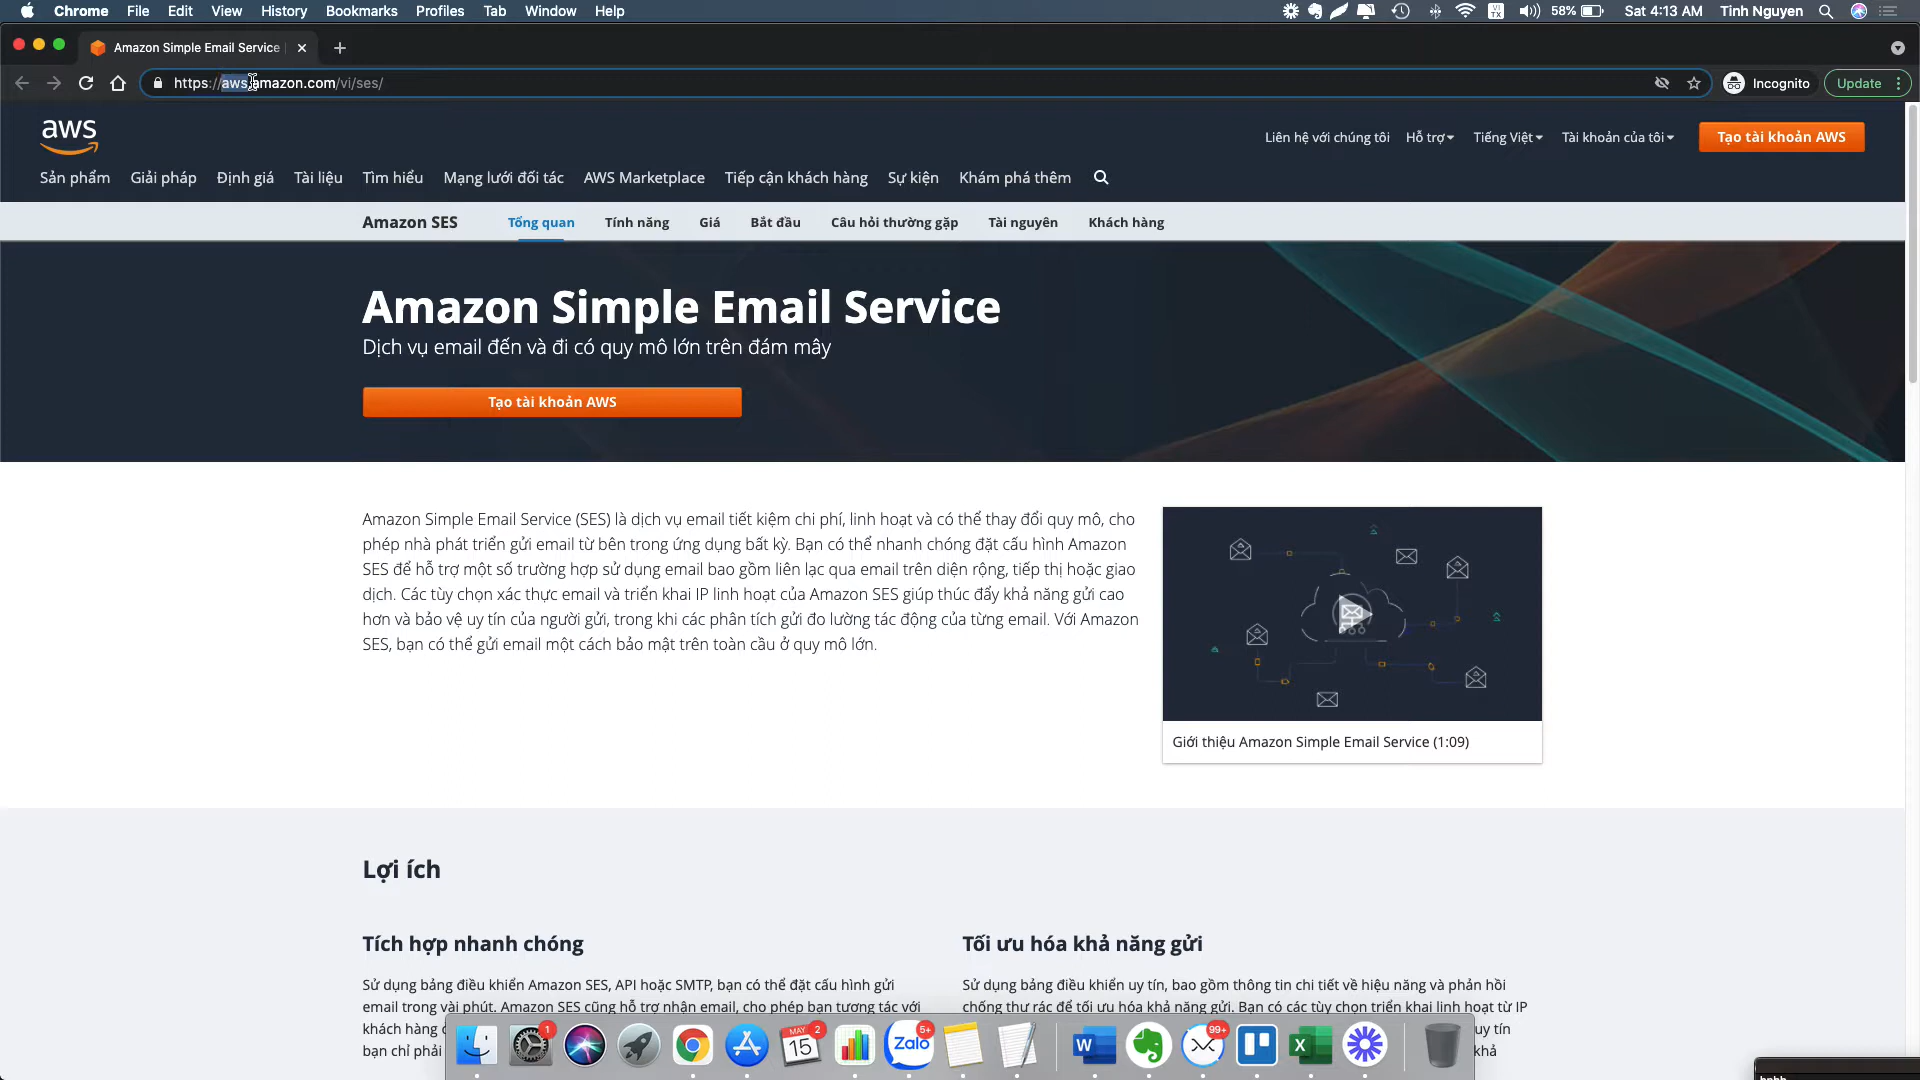 Chrome File Edit View History Bookmarks Profiles Tab Window Help
VI
TX
58% Sat 4:13 AM Tinh Nguyen
Amazon Simple Email Service
https://aws.amazon.com/vi/ses/
Incognito
Update
aws
Liên hệ với chúng tôi Hỗ trợ Tiếng Việt Tài khoản của tôi Tạo tài khoản AWS
Sản phẩm Giải pháp Định giá Tài liệu Tìm hiểu Mạng lưới đối tác AWS Marketplace Tiếp cận khách hàng Sự kiện Khám phá thêm
Amazon SES Tổng quan Tính năng Giá Bắt đầu Câu hỏi thường gặp Tài nguyên Khách hàng
Amazon Simple Email Service
Dịch vụ email đến và đi có quy mô lớn trên đám mây
Tạo tài khoản AWS
Amazon Simple Email Service (SES) là dịch vụ email tiết kiệm chi phí, linh hoạt và có thể thay đổi quy mô, cho
phép nhà phát triển gửi email từ bên trong ứng dụng bất kỳ. Bạn có thể nhanh chóng đặt cấu hình Amazon
SES để hỗ trợ một số trường hợp sử dụng email bao gồm liên lạc qua email trên diện rộng, tiếp thị hoặc giao
dịch. Các tùy chọn xác thực email và triển khai IP linh hoạt của Amazon SES giúp thúc đẩy khả năng gửi cao
hơn và bảo vệ uy tín của người gửi, trong khi các phân tích gửi đo lường tác động của từng email. Với Amazon
SES, bạn có thể gửi email một cách bảo mật trên toàn cầu ở quy mô lớn.
Giới thiệu Amazon Simple Email Service (1:09)
Lợi ích
Tích hợp nhanh chóng
Sử dụng bảng điều khiển Amazon SES, API hoặc SMTP, bạn có thể đặt cấu hình gửi
email trong vài phút. Amazon SES cũng hỗ trợ nhận email, cho phép bạn tương tác với
khách hàng
bạn chỉ phải
Tối ưu hóa khả năng gửi
Sử dụng bảng điều khiển uy tín, bao gồm thông tin chi tiết về hiệu năng và phản hồi
chống thư rác để tối ưu hóa khả năng gửi. Bạn có các tùy chọn triển khai linh hoạt từ IP
uy tín
khả
1
MAY
15
2
Zalo
5+
W
99+
X